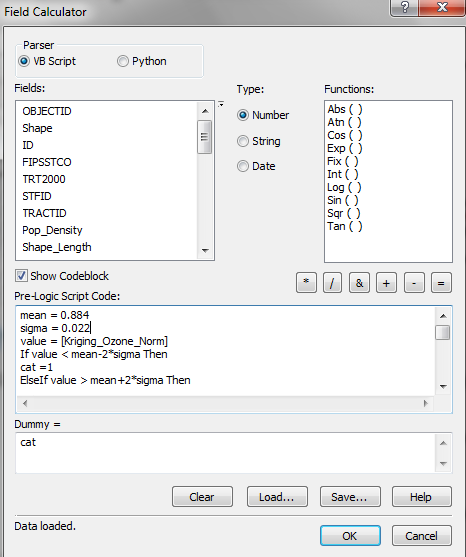 Field Calculator
Parser
VB Script
Python
Fields:
Type:
Functions:
OBJECTID
Shape
ID
FIPSSTCO
TRT2000
STFID
TRACTID
Pop_Density
Shape_Length
Number
String
Date
Abs ( )
Atn ( )
Cos ( )
Exp ( )
Fix ( )
Int ( )
Log ( )
Sin ( )
Sqr ( )
Tan ( )
Show Codeblock
* / & + - =
Pre-Logic Script Code:
mean = 0.884
sigma = 0.022
value = [Kriging_Ozone_Norm]
If value < mean-2*sigma Then
cat =1
ElseIf value > mean+2*sigma Then
Dummy =
cat
Clear Load... Save... Help
Data loaded.
OK Cancel